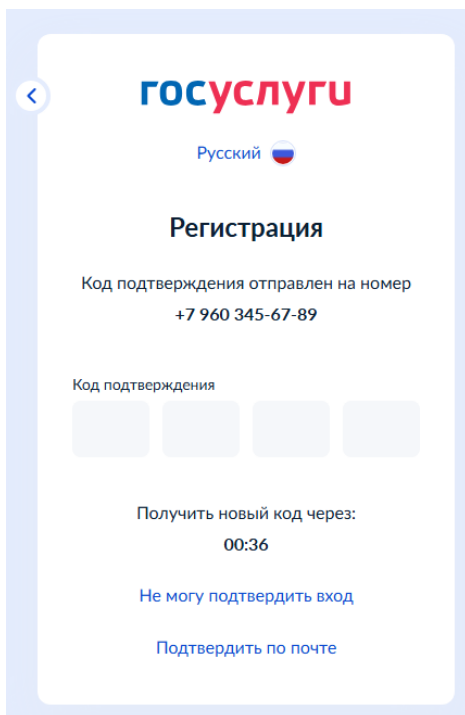 госуслуги
Русский
Регистрация
Код подтверждения отправлен на номер
+7 960 345-67-89
Код подтверждения
Получить новый код через:
00:36
Не могу подтвердить вход
Подтвердить по почте